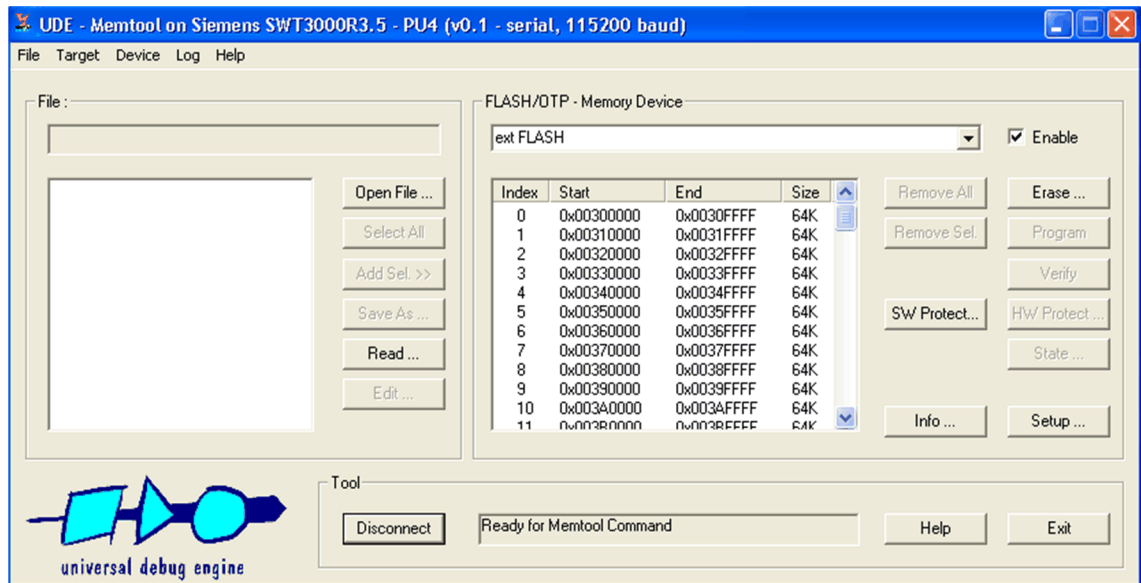 UDE - Memtool on Siemens SWT3000R3.5 - PU4 (v0.1 - serial, 115200 baud)
File Target Device Log Help
File :
Open File ...
Select All
Add Sel. >>
Save As ...
Read ...
Edit ...
FLASH/OTP - Memory Device
ext FLASH
Enable
Index Start End Size
0 0x00300000 0x0030FFFF 64K
1 0x00310000 0x0031FFFF 64K
2 0x00320000 0x0032FFFF 64K
3 0x00330000 0x0033FFFF 64K
4 0x00340000 0x0034FFFF 64K
5 0x00350000 0x0035FFFF 64K
6 0x00360000 0x0036FFFF 64K
7 0x00370000 0x0037FFFF 64K
8 0x00380000 0x0038FFFF 64K
9 0x00390000 0x0039FFFF 64K
10 0x003A0000 0x003AFFFF 64K
11 0x003B0000 0x003BFFFF 64K
Remove All
Remove Sel.
SW Protect...
Info ...
Erase ...
Program
Verify
HW Protect ...
State ...
Setup ...
universal debug engine
Tool
Disconnect
Ready for Memtool Command
Help
Exit